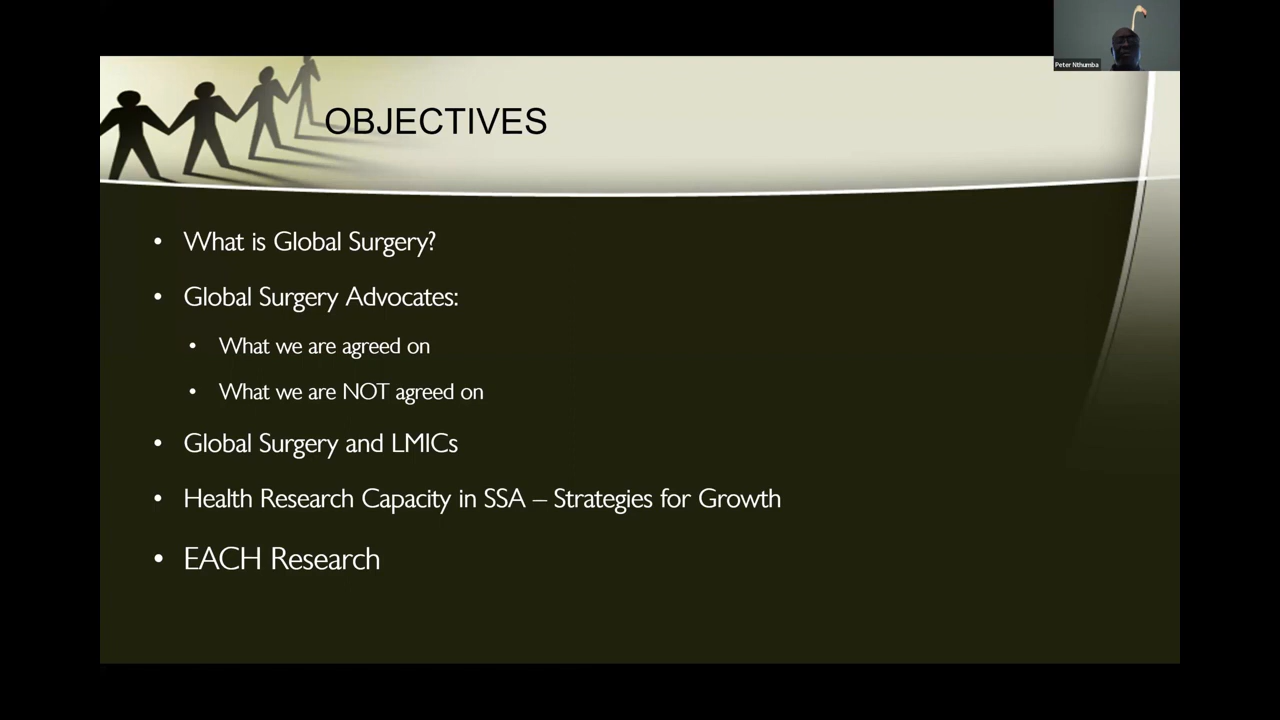 Peter Nthumba
OBJECTIVES
• What is Global Surgery?
• Global Surgery Advocates:
• What we are agreed on
• What we are NOT agreed on
• Global Surgery and LMICs
• Health Research Capacity in SSA – Strategies for Growth
• EACH Research